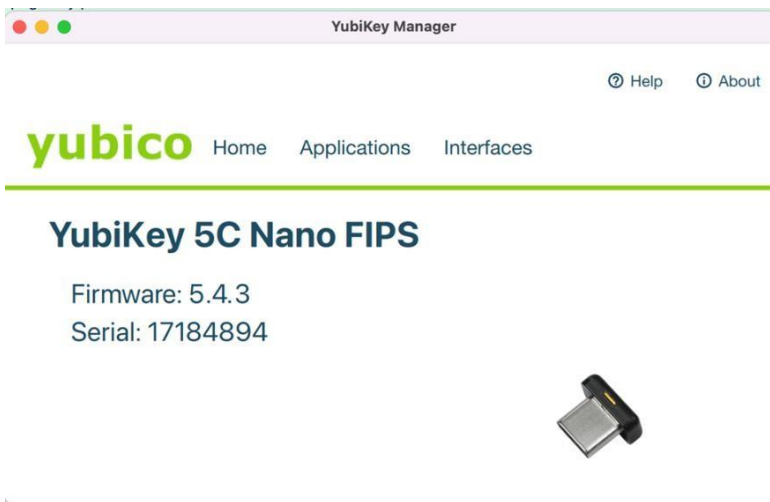 YubiKey Manager
Help About
yubico Home Applications Interfaces
YubiKey 5C Nano FIPS
Firmware: 5.4.3
Serial: 17184894